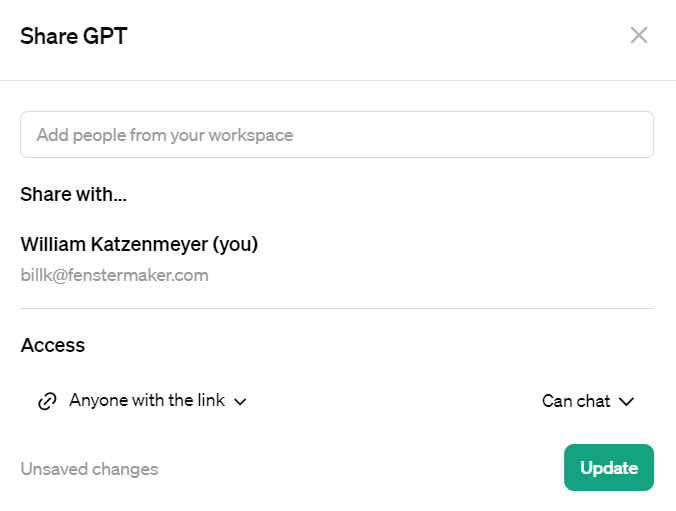 Share GPT
Add people from your workspace
Share with...
William Katzenmeyer (you)
billk@fenstermaker.com
Access
Anyone with the link Can chat
Unsaved changes Update